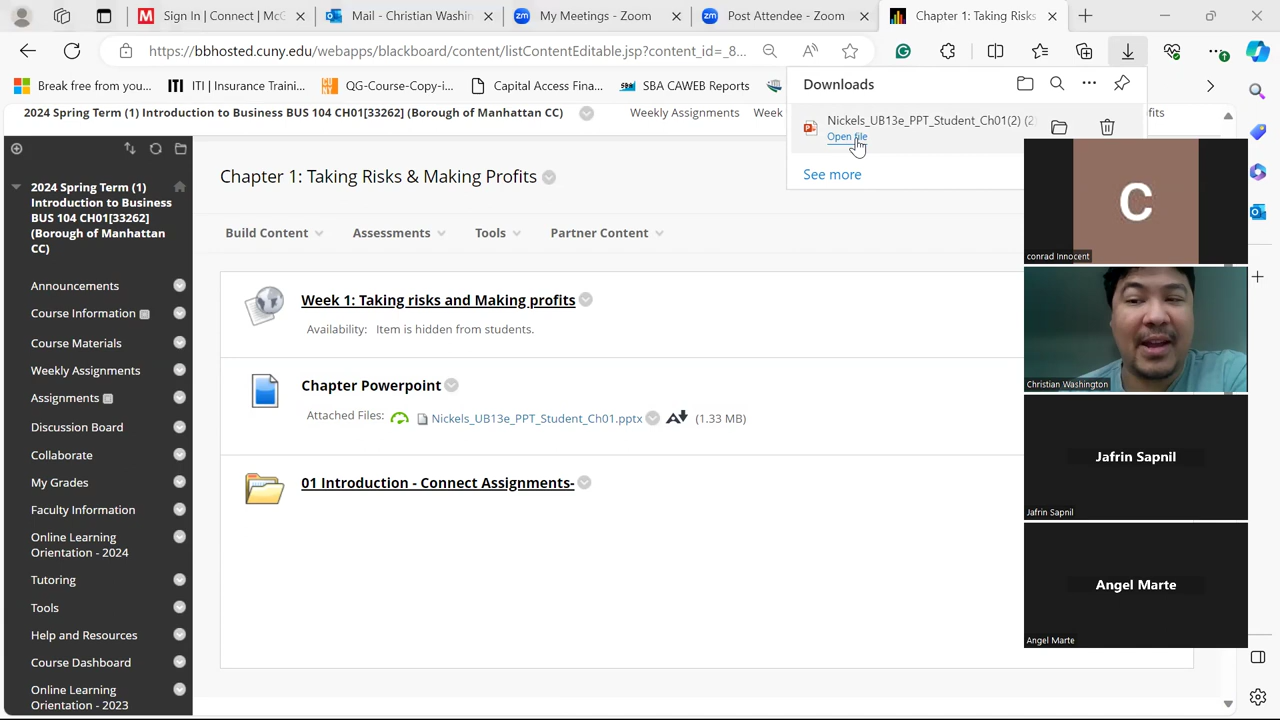 Sign in | Connect | McG
Mail - Christian Washin
My Meetings - Zoom
Post Attendee - Zoom
Chapter 1: Taking Risks
https://bbhosted.cuny.edu/webapps/blackboard/content/listContentEditable.jsp?content_id=_8...
Break free from you...
ITI | Insurance Traini...
QG-Course-Copy-i...
Capital Access Fina...
SBA CAWEB Reports
Downloads
Nickels_UB13e_PPT_Student_Ch01(2) (2)
Open file
See more
2024 Spring Term (1) Introduction to Business BUS 104 CH01[33262] (Borough of Manhattan CC)
Weekly Assignments
Week
fits
2024 Spring Term (1)
Introduction to Business
BUS 104 CH01[33262]
(Borough of Manhattan
CC)
Announcements
Course Information
Course Materials
Weekly Assignments
Assignments
Discussion Board
Collaborate
My Grades
Faculty Information
Online Learning
Orientation - 2024
Tutoring
Tools
Help and Resources
Course Dashboard
Online Learning
Orientation - 2023
Chapter 1: Taking Risks & Making Profits
Build Content
Assessments
Tools
Partner Content
Week 1: Taking risks and Making profits
Availability: Item is hidden from students.
Chapter Powerpoint
Attached Files: Nickels_UB13e_PPT_Student_Ch01.pptx (1.33 MB)
01 Introduction - Connect Assignments-
C
conrad Innocent
Christian Washington
Jafrin Sapnil
Jafrin Sapnil
Angel Marte
Angel Marte